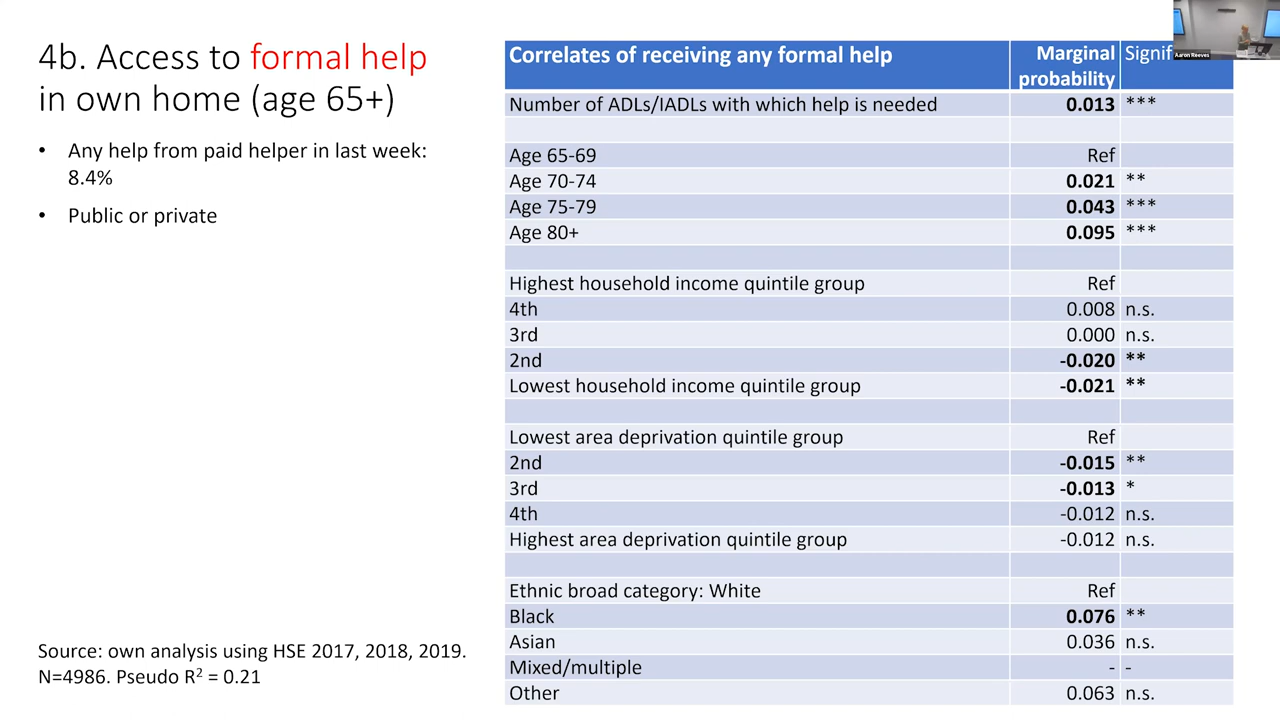 4b. Access to formal help
in own home (age 65+)
• Any help from paid helper in last week:
8.4%
• Public or private
Source: own analysis using HSE 2017, 2018, 2019.
N=4986. Pseudo R² = 0.21
Correlates of receiving any formal help Marginal probability Signif
Number of ADLs/IADLs with which help is needed 0.013 ***
Age 65-69 Ref
Age 70-74 0.021 **
Age 75-79 0.043 ***
Age 80+ 0.095 ***
Highest household income quintile group Ref
4th 0.008 n.s.
3rd 0.000 n.s.
2nd -0.020 **
Lowest household income quintile group -0.021 **
Lowest area deprivation quintile group Ref
2nd -0.015 **
3rd -0.013 *
4th -0.012 n.s.
Highest area deprivation quintile group -0.012 n.s.
Ethnic broad category: White Ref
Black 0.076 **
Asian 0.036 n.s.
Mixed/multiple - -
Other 0.063 n.s.
Aaron Reeves